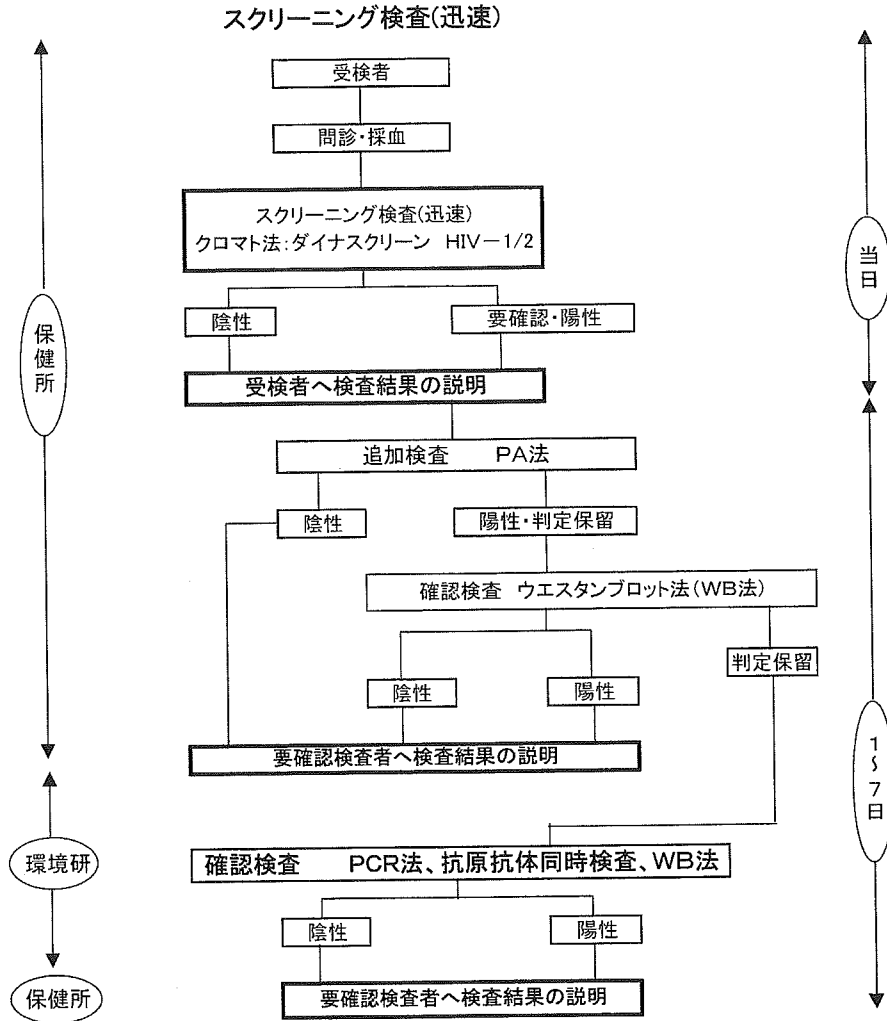 スクリーニング検査(迅速)
受検者
問診・採血
スクリーニング検査(迅速)
クロマト法:ダイナスクリーン HIV－1/2
当日
陰性
要確認・陽性
保健所
受検者へ検査結果の説明
追加検査 PA法
陰性
陽性・判定保留
確認検査 ウエスタンブロット法(WB法)
判定保留
陰性
陽性
要確認検査者へ検査結果の説明
1～7日
環境研
確認検査 PCR法、抗原抗体同時検査、WB法
陰性
陽性
保健所
要確認検査者へ検査結果の説明